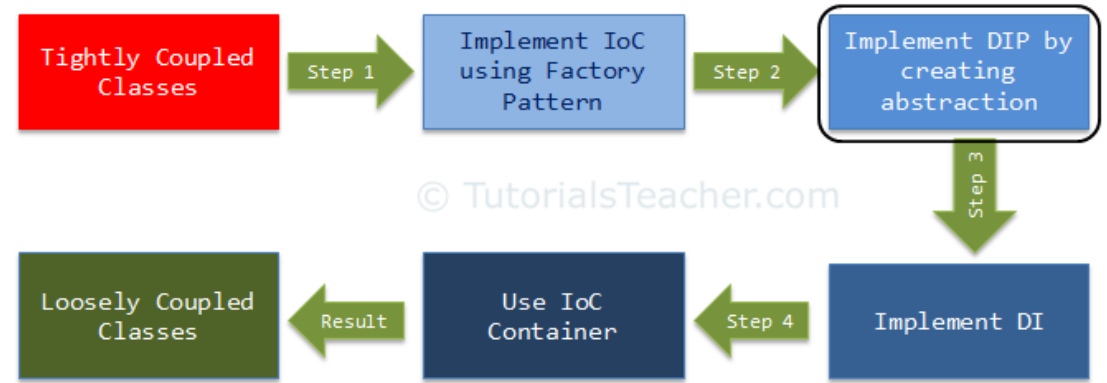 Tightly Coupled
Classes
Step 1
Implement IoC
using Factory
Pattern
Step 2
Implement DIP by
creating
abstraction
Step 3
© TutorialsTeacher.com
Implement DI
Step 4
Use IoC
Container
Result
Loosely Coupled
Classes